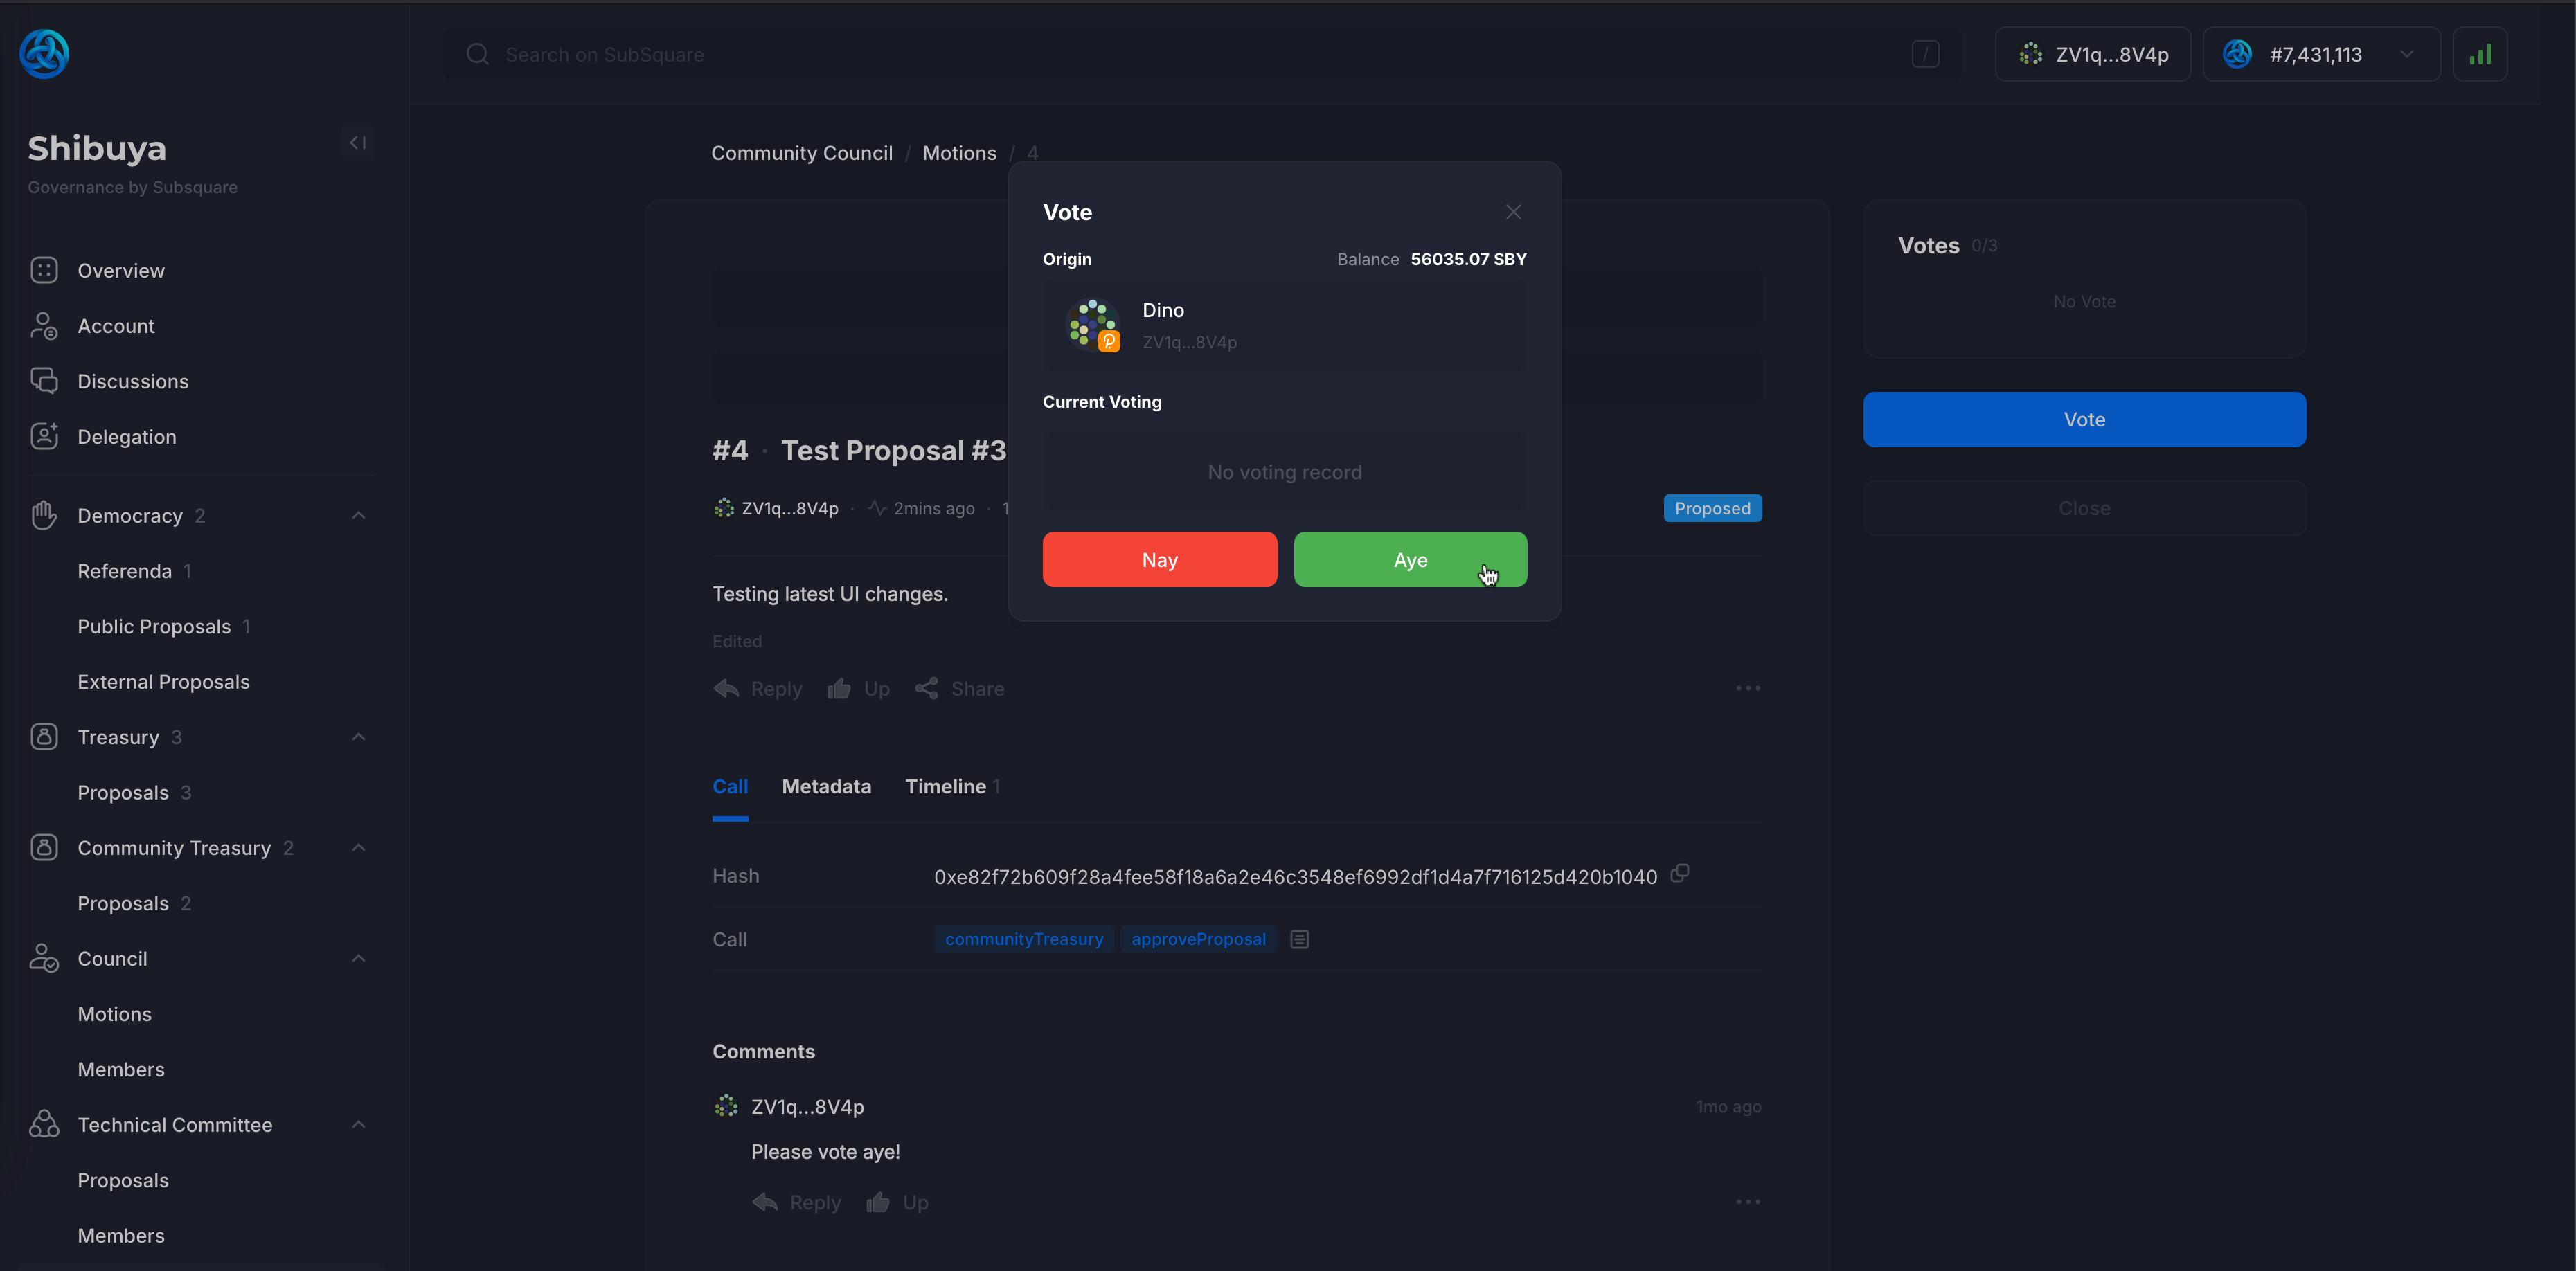 Search on SubSquare
/
ZV1q...8V4p
#7,431,113
Shibuya
Governance by Subsquare
Overview
Account
Discussions
Delegation
Democracy 2
Referenda 1
Public Proposals 1
External Proposals
Treasury 3
Proposals 3
Community Treasury 2
Proposals 2
Council
Motions
Members
Technical Committee
Proposals
Members
Community Council / Motions / 4
#4 · Test Proposal #3
ZV1q...8V4p · 2mins ago · 1
Proposed
Testing latest UI changes.
Edited
Reply Up Share
Call Metadata Timeline 1
Hash 0xe82f72b609f28a4fee58f18a6a2e46c3548ef6992df1d4a7f716125d420b1040
Call communityTreasury approveProposal
Comments
ZV1q...8V4p 1mo ago
Please vote aye!
Reply Up
Vote
Origin Balance 56035.07 SBY
Dino
ZV1q...8V4p
Current Voting
No voting record
Nay Aye
Votes 0/3
No Vote
Vote
Close